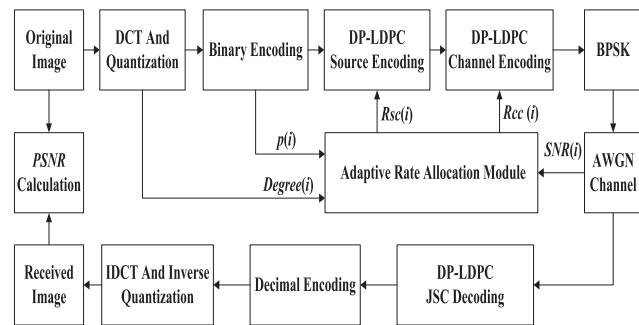 Original
Image
DCT And
Quantization
Binary Encoding
DP-LDPC
Source Encoding
DP-LDPC
Channel Encoding
BPSK
Rsc(i)
Rcc (i)
p(i)
SNR(i)
PSNR
Calculation
Degree(i)
Adaptive Rate Allocation Module
AWGN
Channel
Received
Image
IDCT And Inverse
Quantization
Decimal Encoding
DP-LDPC
JSC Decoding